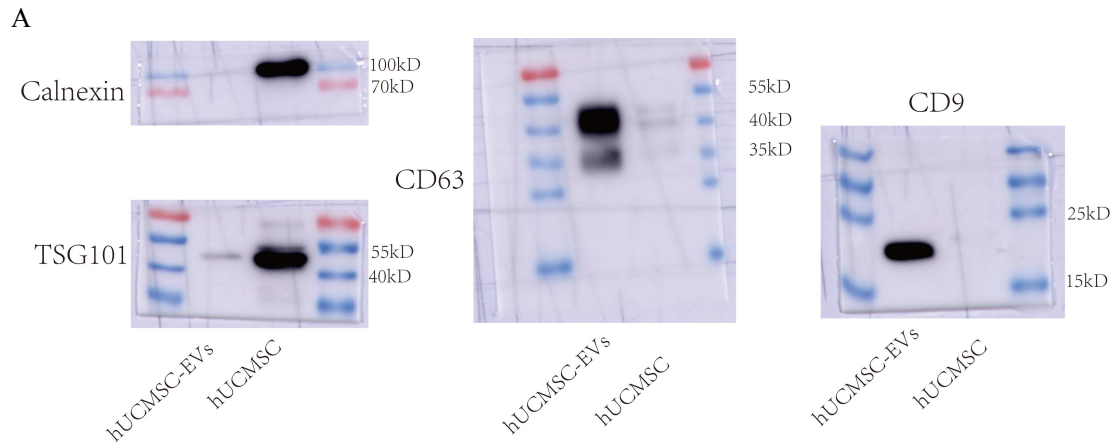 A
Calnexin
100kD
70kD
TSG101
55kD
40kD
hUCMSC-EVs
hUCMSC
CD63
55kD
40kD
35kD
hUCMSC-EVs
hUCMSC
CD9
25kD
15kD
hUCMSC-EVs
hUCMSC